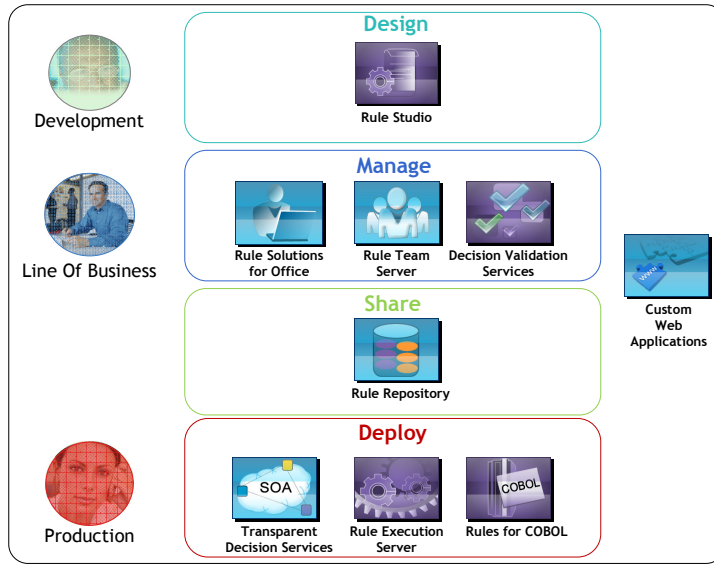 Design
Rule Studio
Development
Manage
Rule Solutions
for Office
Rule Team
Server
Decision Validation
Services
Line Of Business
Custom
Web
Applications
WWW
Share
Rule Repository
Deploy
SOA
COBOL
Transparent
Decision Services
Rule Execution
Server
Rules for COBOL
Production